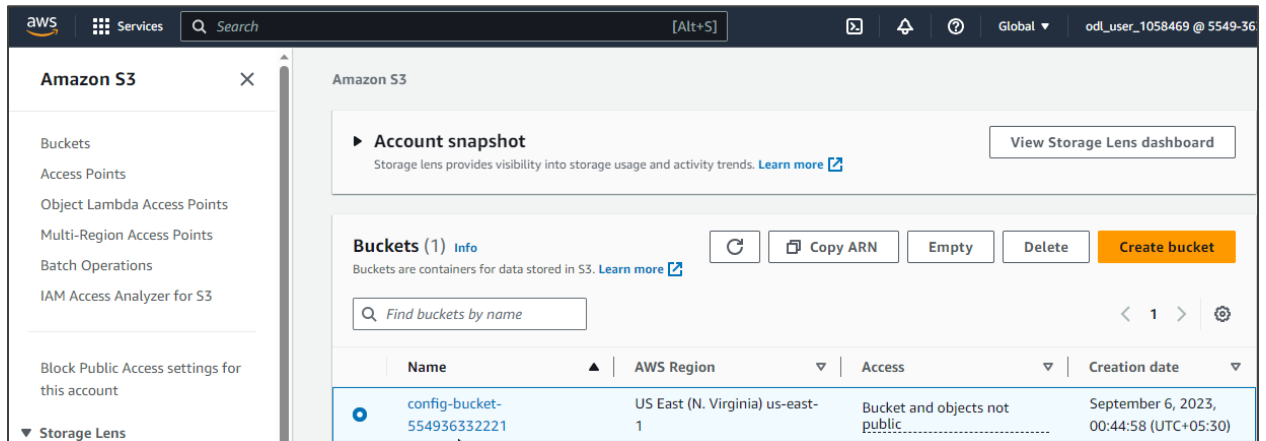 aws
Services
Search
[Alt+S]
Global
odl_user_1058469 @ 5549-36
Amazon S3
Buckets
Access Points
Object Lambda Access Points
Multi-Region Access Points
Batch Operations
IAM Access Analyzer for S3
Block Public Access settings for
this account
Storage Lens
Amazon S3
Account snapshot
Storage lens provides visibility into storage usage and activity trends. Learn more
View Storage Lens dashboard
Buckets (1) Info
Buckets are containers for data stored in S3. Learn more
Copy ARN
Empty
Delete
Create bucket
Find buckets by name
1
Name
AWS Region
Access
Creation date
config-bucket-
554936332221
US East (N. Virginia) us-east-
1
Bucket and objects not
public
September 6, 2023,
00:44:58 (UTC+05:30)